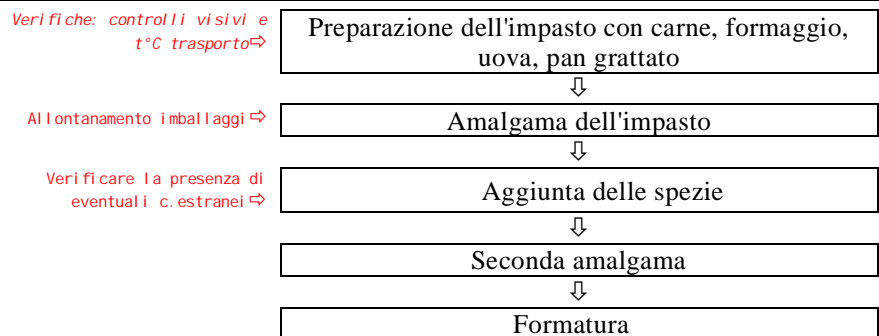 Verifiche: controlli visivi e
t°C trasporto⇨
Preparazione dell'impasto con carne, formaggio,
uova, pan grattato
⇩
Allontanamento imballaggi⇨
Amalgama dell'impasto
⇩
Verificare la presenza di
eventuali c.estranei⇨
Aggiunta delle spezie
⇩
Seconda amalgama
⇩
Formatura